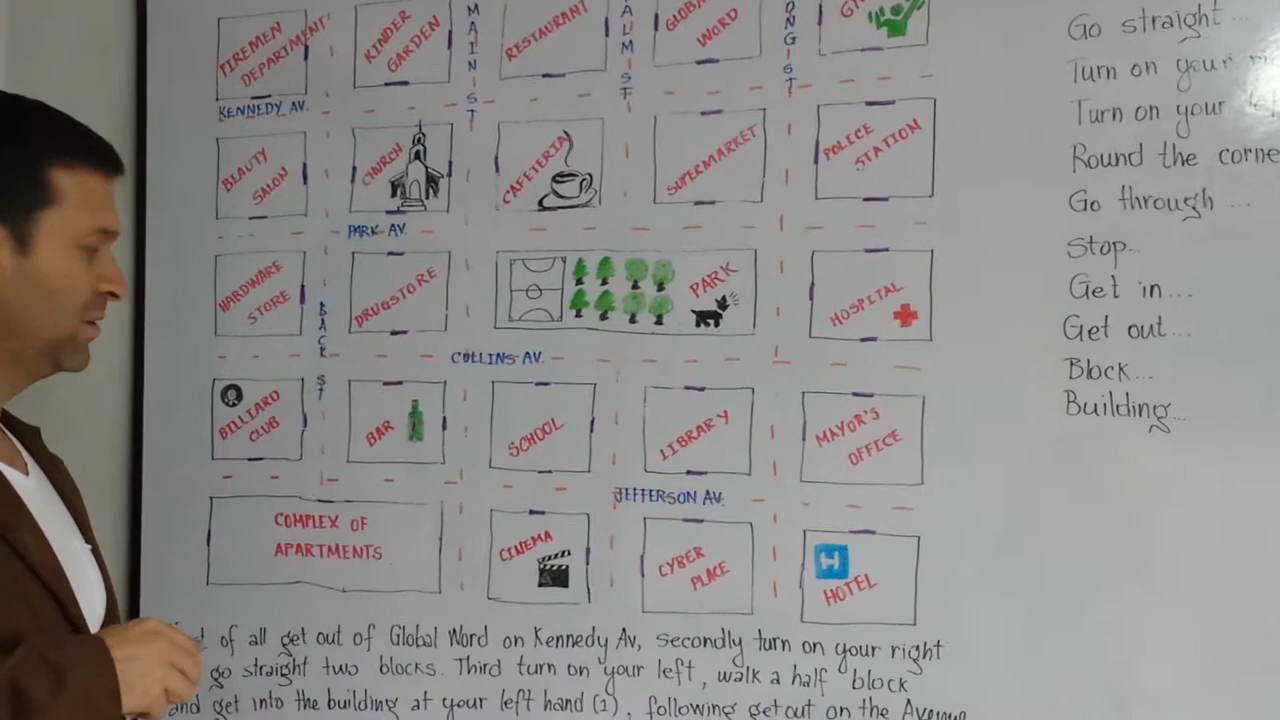 FIREMEN
DEPARTMENT
KINDER
GARDEN
MAIN ST
RESTAURANT
PALM ST
WORD
ONG ST
KENNEDY AV.
BEAUTY
SALON
CHURCH
CAFETERIA
SUPERMARKET
POLICE
STATION
PARK AV.
HARDWARE
STORE
BACK ST
DRUGSTORE
PARK
HOSPITAL
COLLINS AV.
BILLIARD
CLUB
BAR
SCHOOL
LIBRARY
MAYOR'S
OFFICE
JEFFERSON AV.
COMPLEX OF
APARTMENTS
CINEMA
CYBER
PLACE
H
HOTEL
of all get out of Global Word on Kennedy Av, secondly turn on your right
go straight two blocks. Third turn on your left, walk a half block
and get into the building at your left hand (1), following get out on the Avenue
Go straight ...
Turn on your
Turn on your
Round the corne
Go through ...
Stop...
Get in...
Get out...
Block...
Building...